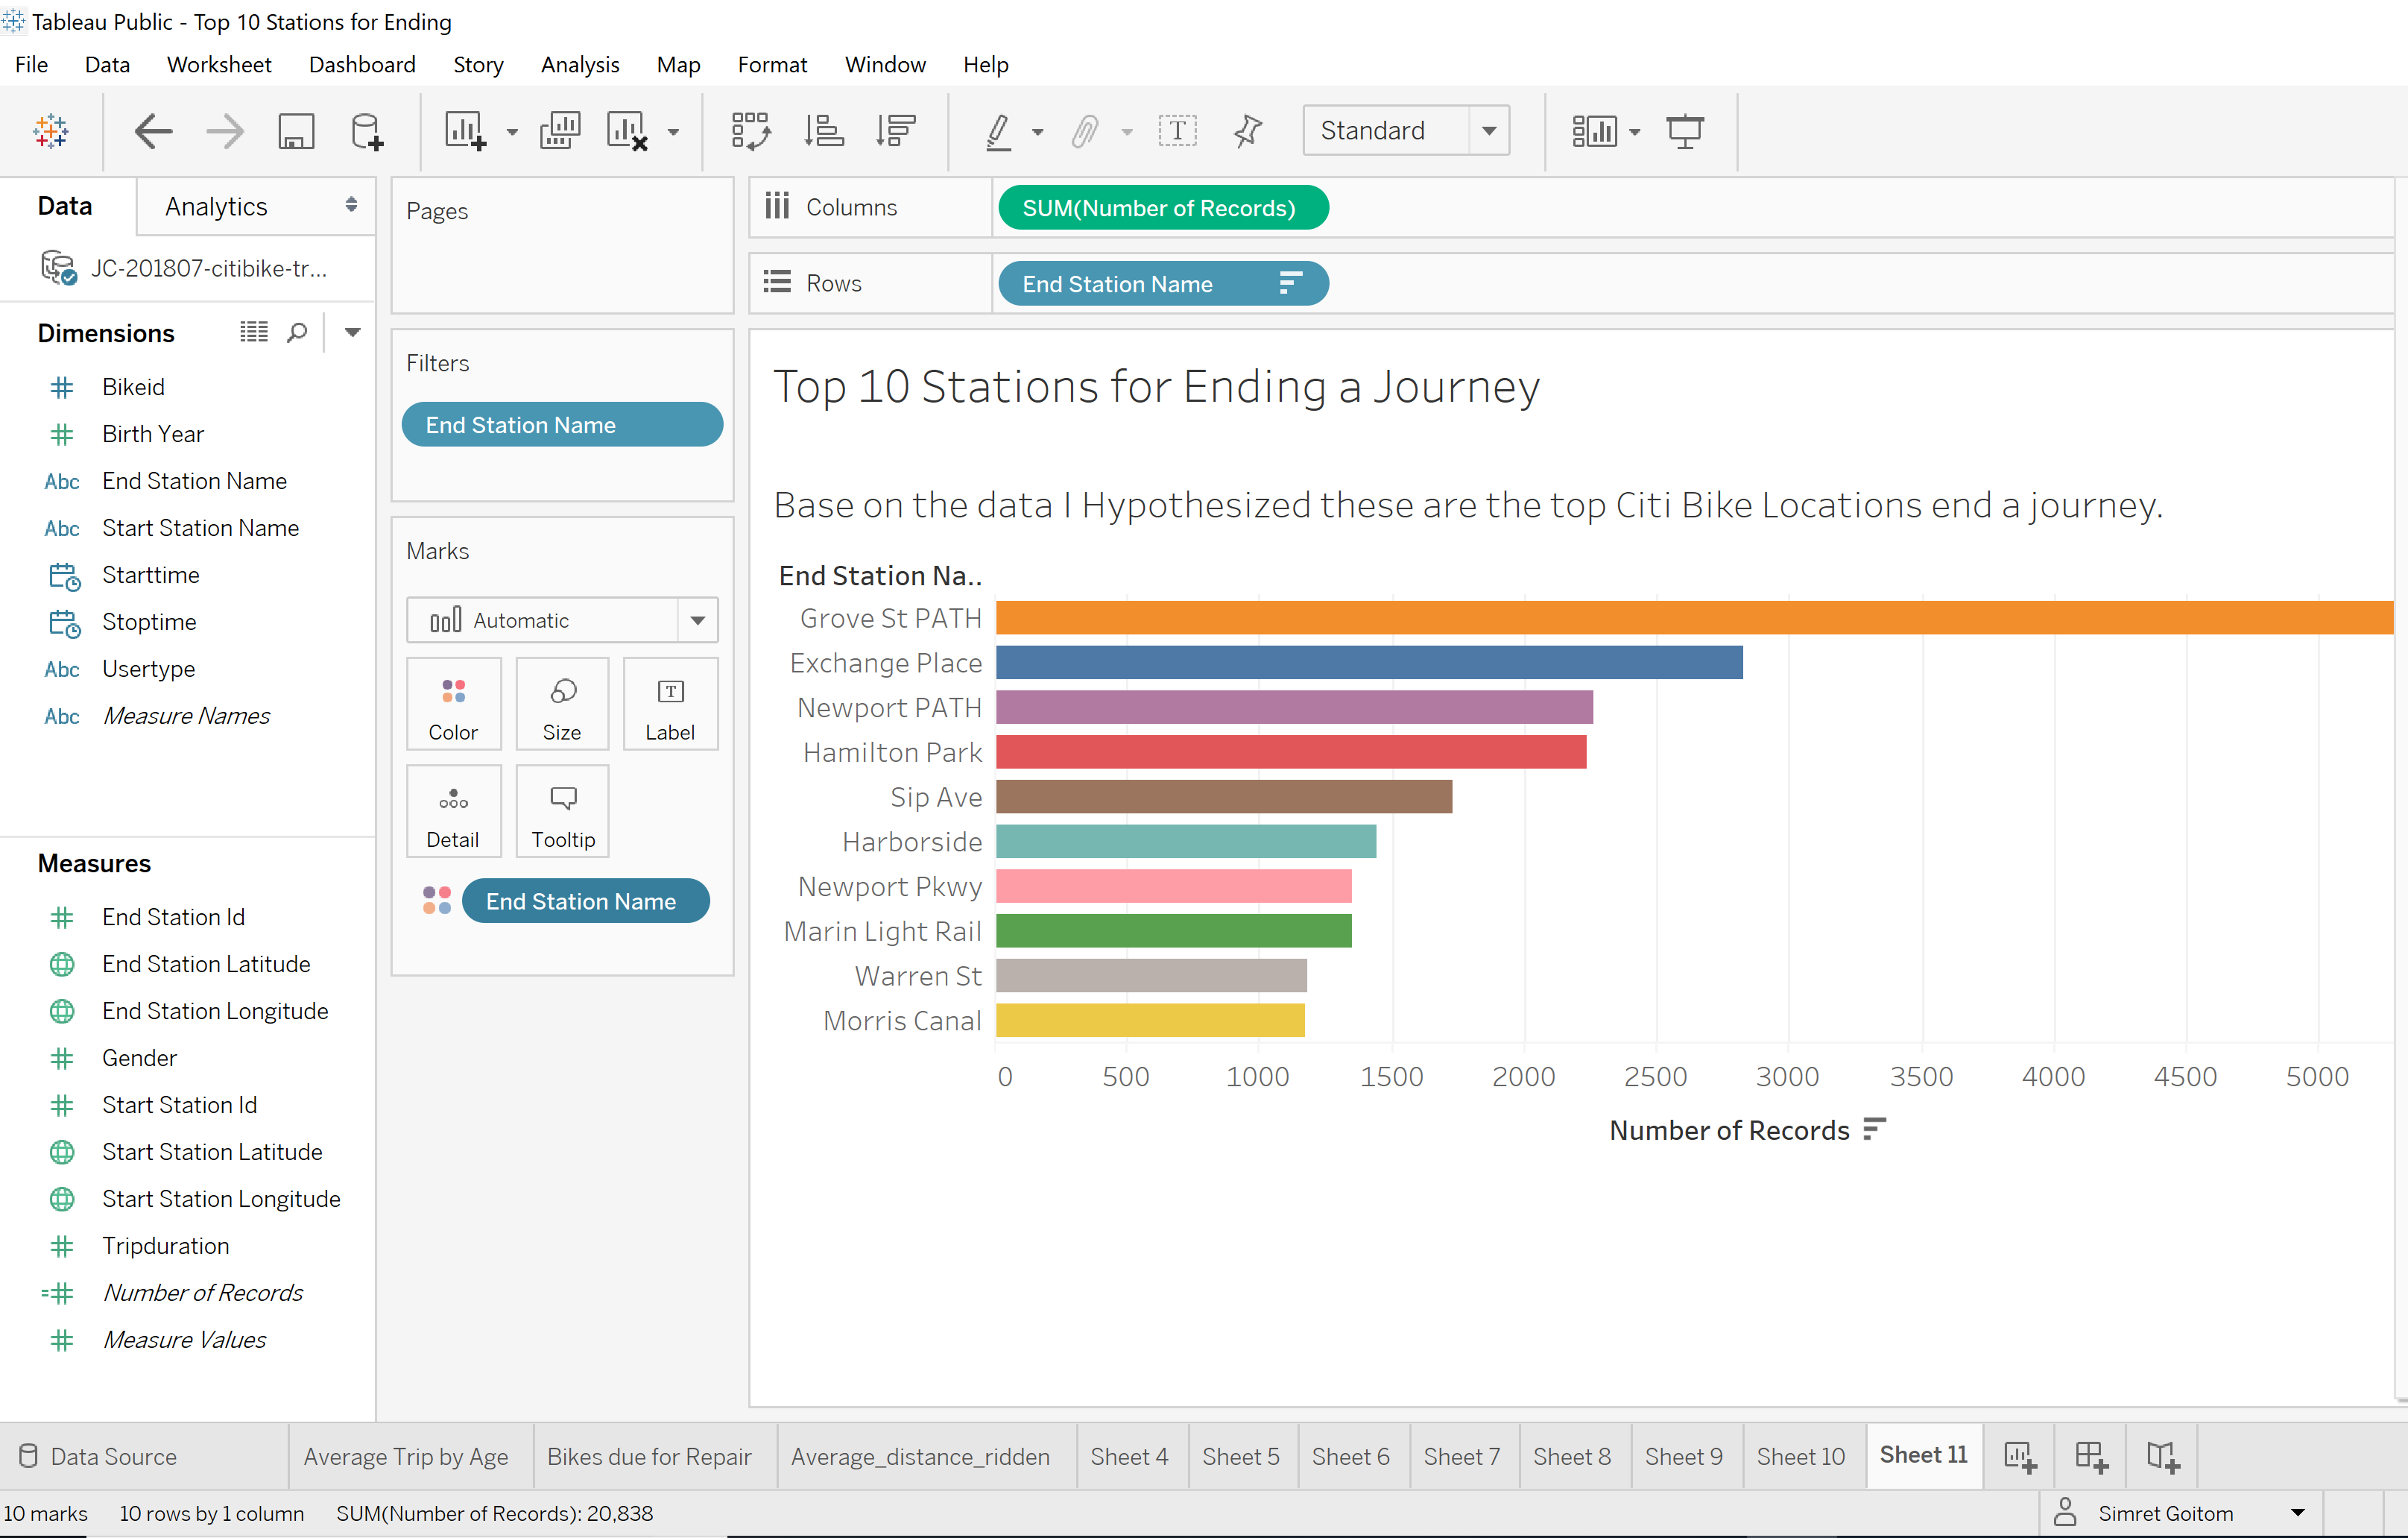 Tableau Public - Top 10 Stations for Ending
File Data Worksheet Dashboard Story Analysis Map Format Window Help
Standard
Data Analytics
JC-201807-citibike-tr...
Dimensions
Bikeid
Birth Year
Abc End Station Name
Abc Start Station Name
Starttime
Stoptime
Abc Usertype
Abc Measure Names
Measures
End Station Id
End Station Latitude
End Station Longitude
Gender
Start Station Id
Start Station Latitude
Start Station Longitude
Tripduration
=# Number of Records
Measure Values
Pages
Filters
End Station Name
Marks
Automatic
Color Size Label
Detail Tooltip
End Station Name
Columns SUM(Number of Records)
Rows End Station Name
Top 10 Stations for Ending a Journey
Base on the data I Hypothesized these are the top Citi Bike Locations end a journey.
End Station Na..
Grove St PATH
Exchange Place
Newport PATH
Hamilton Park
Sip Ave
Harborside
Newport Pkwy
Marin Light Rail
Warren St
Morris Canal
0 500 1000 1500 2000 2500 3000 3500 4000 4500 5000
Number of Records
Data Source Average Trip by Age Bikes due for Repair Average_distance_ridden Sheet 4 Sheet 5 Sheet 6 Sheet 7 Sheet 8 Sheet 9 Sheet 10 Sheet 11
10 marks 10 rows by 1 column SUM(Number of Records): 20,838 Simret Goitom